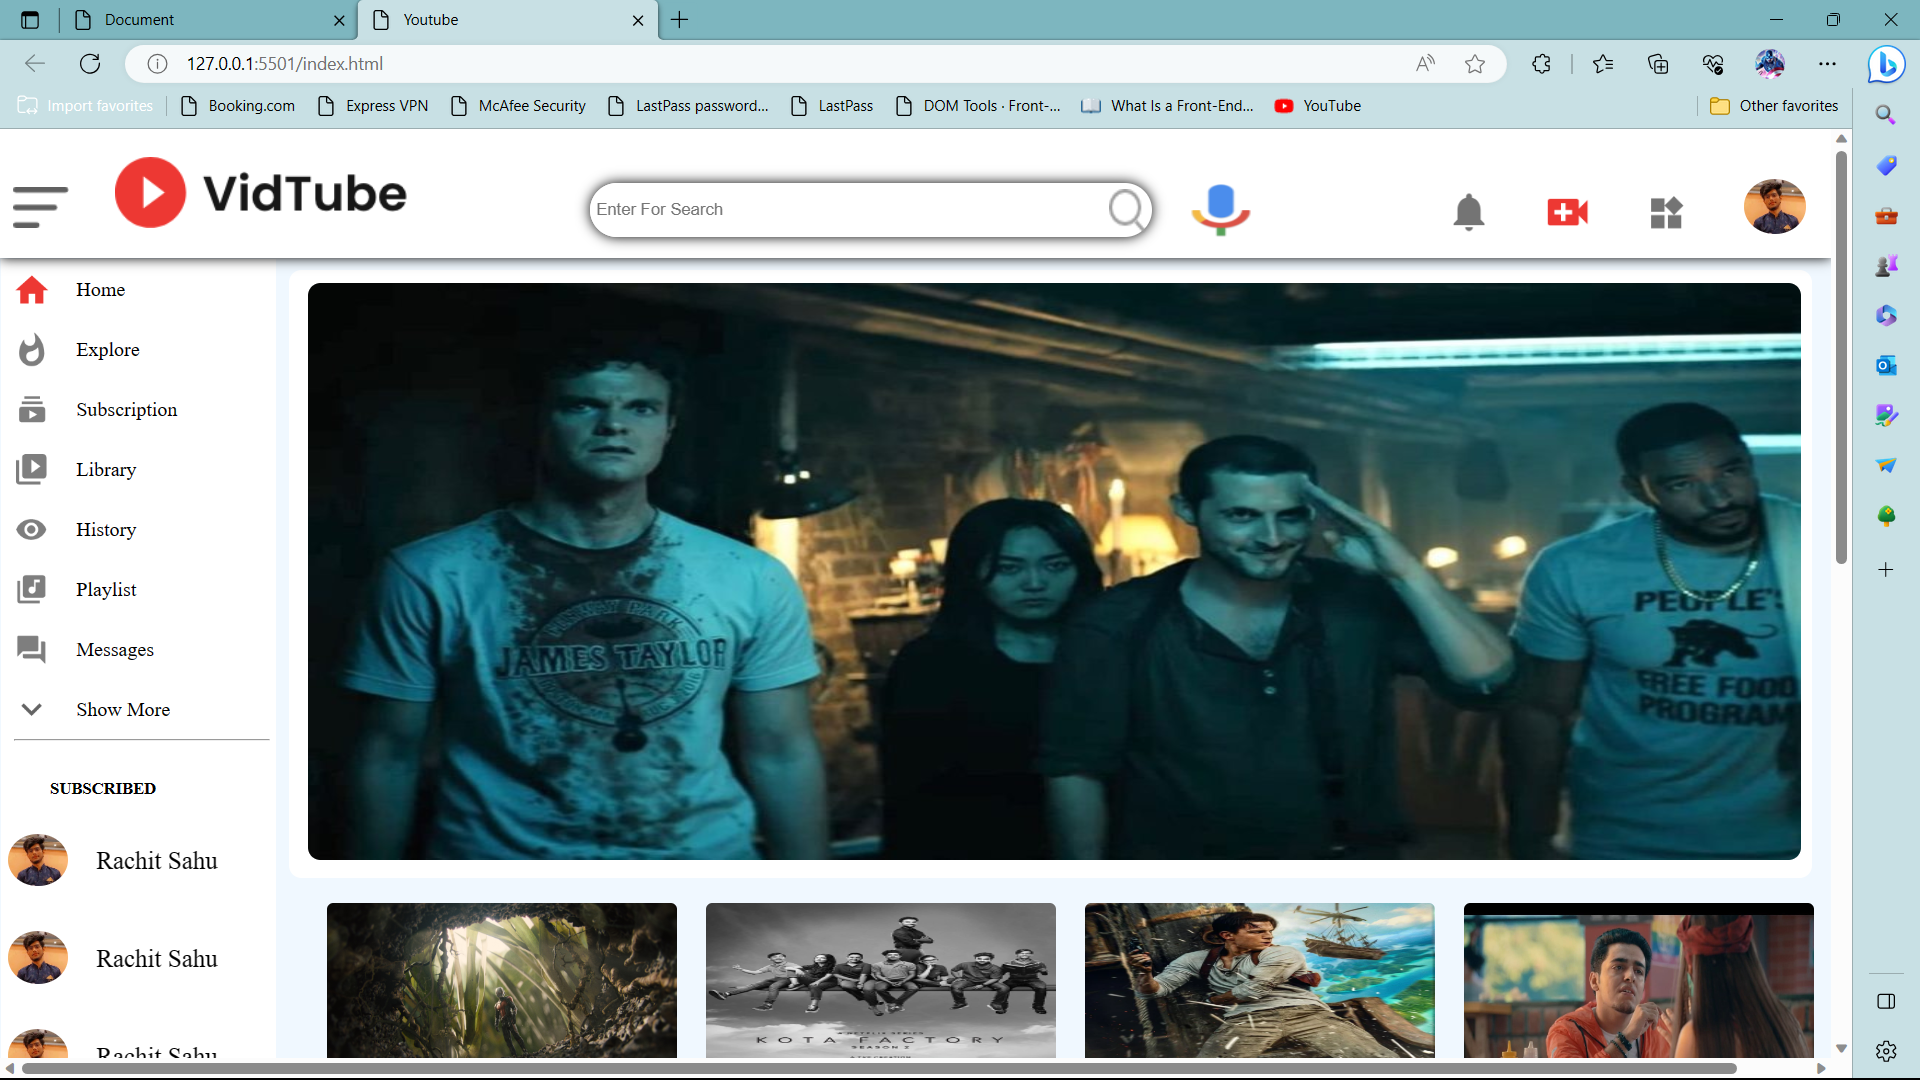 Document
Youtube
127.0.0.1:5501/index.html
Import favorites
Booking.com
Express VPN
McAfee Security
LastPass password...
LastPass
DOM Tools · Front-...
What Is a Front-End...
YouTube
Other favorites
VidTube
Enter For Search
Home
Explore
Subscription
Library
History
Playlist
Messages
Show More
SUBSCRIBED
Rachit Sahu
Rachit Sahu
Rachit Sahu
JAMES TAYLOR
PEOPLE'S
FREE FOOD
PROGRAM
KOTA FACTORY
SEASON 2